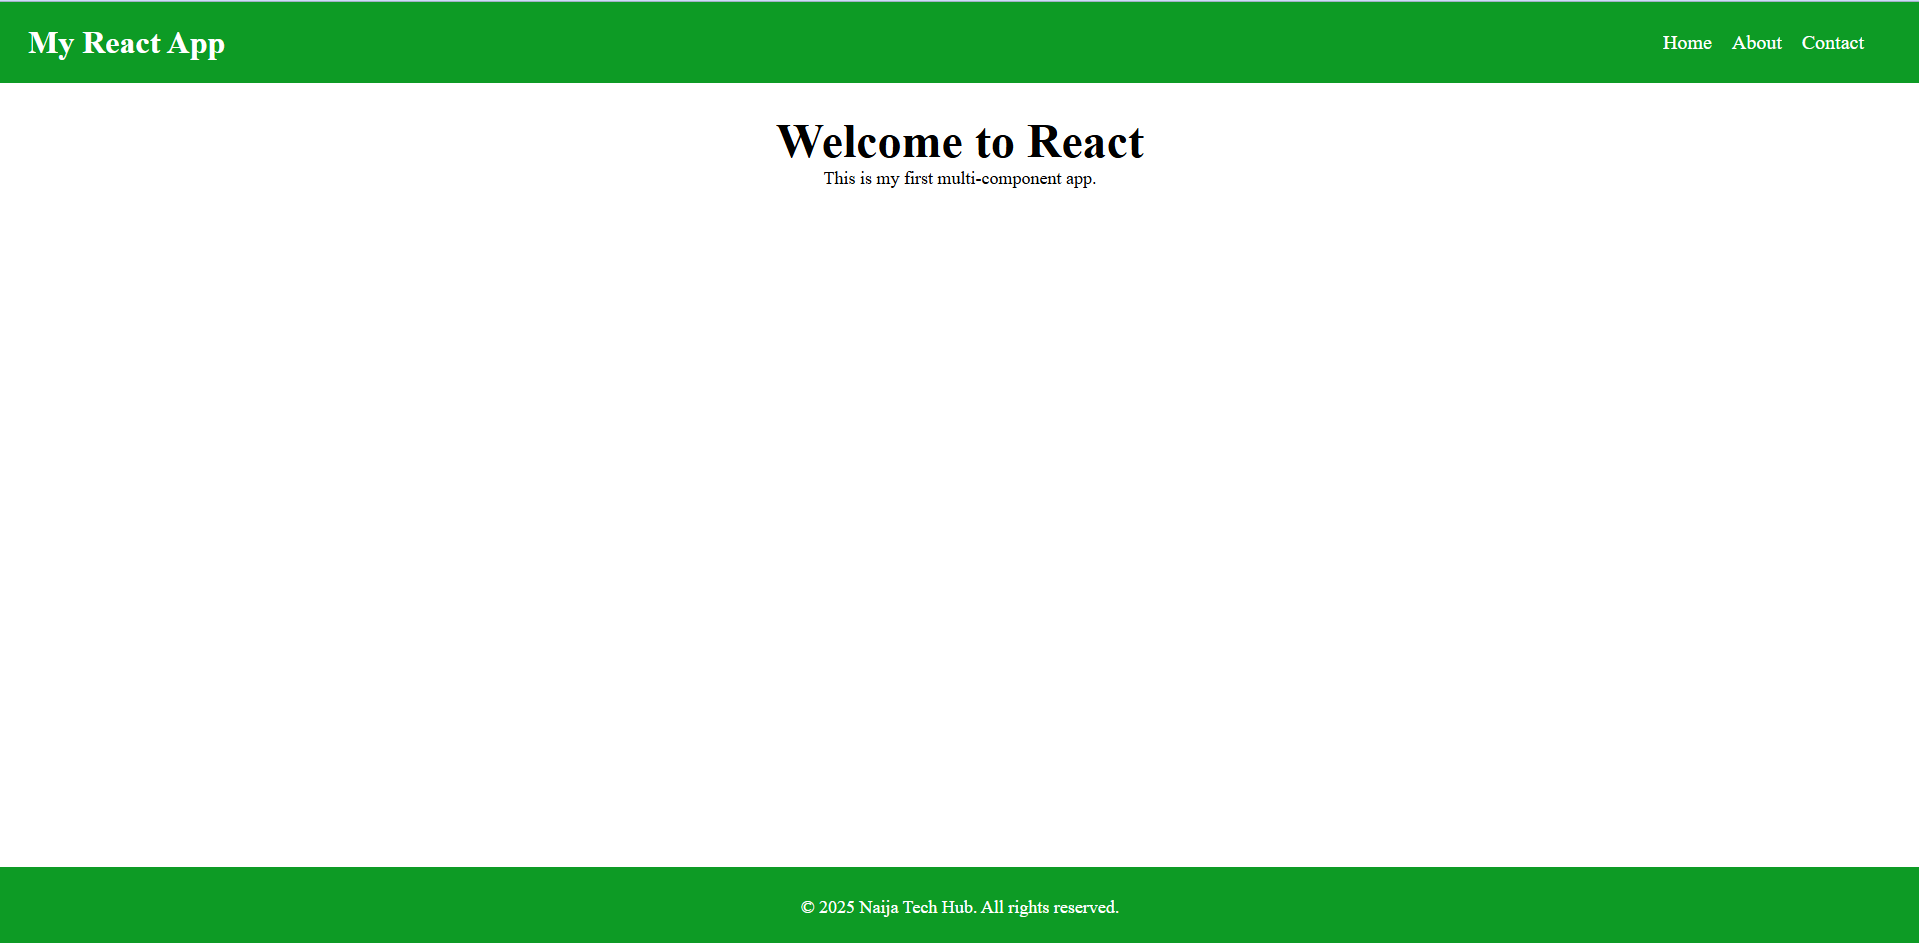 My React App
Home About Contact
Welcome to React
This is my first multi-component app.
© 2025 Naija Tech Hub. All rights reserved.